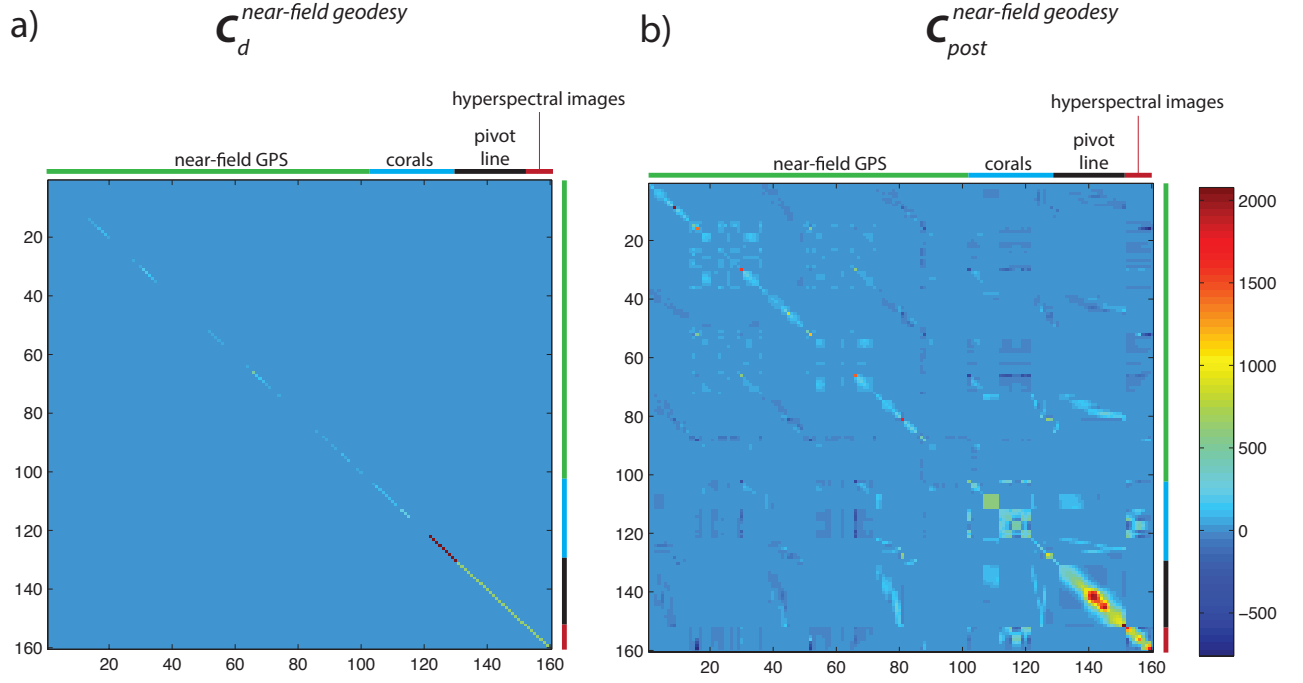 a)
C d near-field geodesy
hyperspectral images
near-field GPS
corals
pivot
line
20
40
60
80
100
120
140
160
20 40 60 80 100 120 140 160
b)
C post near-field geodesy
hyperspectral images
near-field GPS
corals
pivot
line
20
40
60
80
100
120
140
160
20 40 60 80 100 120 140 160
2000
1500
1000
500
0
−500